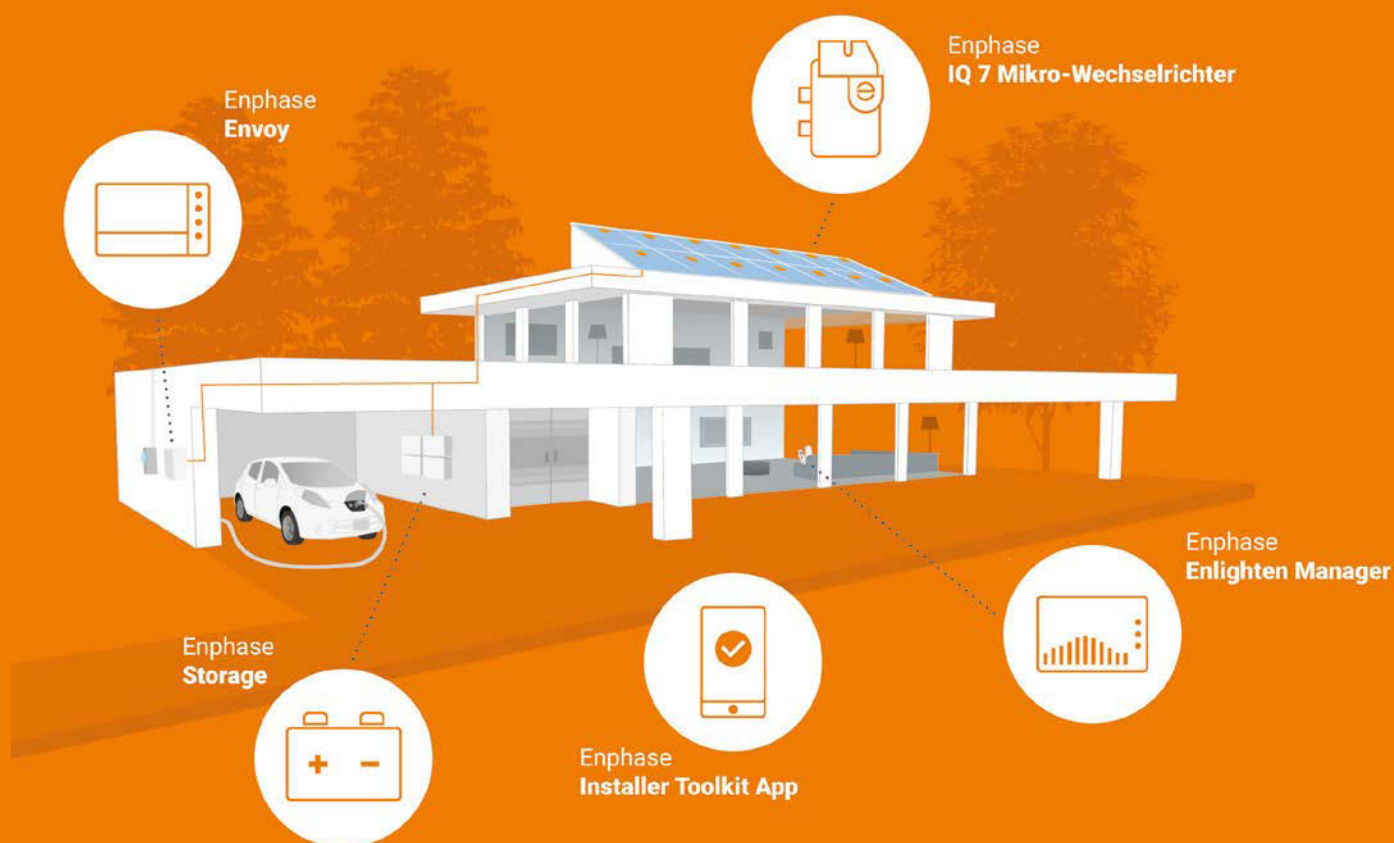 Enphase
IQ 7 Mikro-Wechselrichter
Enphase
Envoy
Enphase
Enlighten Manager
Enphase
Storage
Enphase
Installer Toolkit App